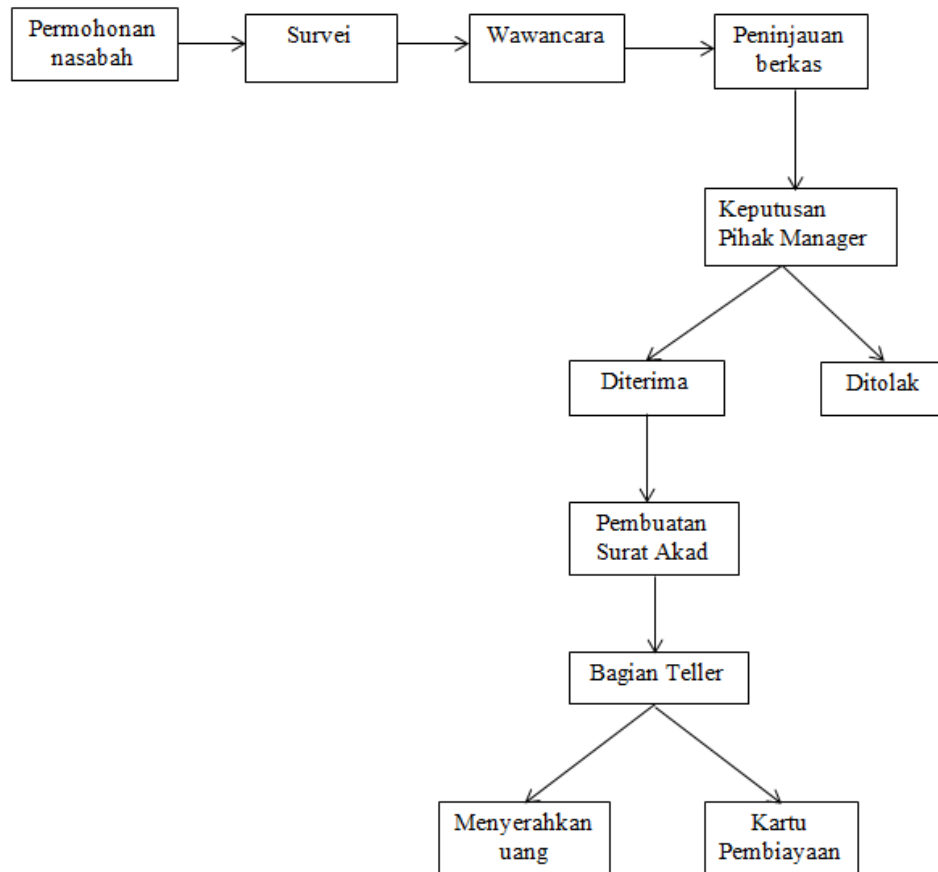 Permohonan
nasabah
Survei
Wawancara
Peninjauan
berkas
Keputusan
Pihak Manager
Diterima
Ditolak
Pembuatan
Surat Akad
Bagian Teller
Menyerahkan
uang
Kartu
Pembiayaan